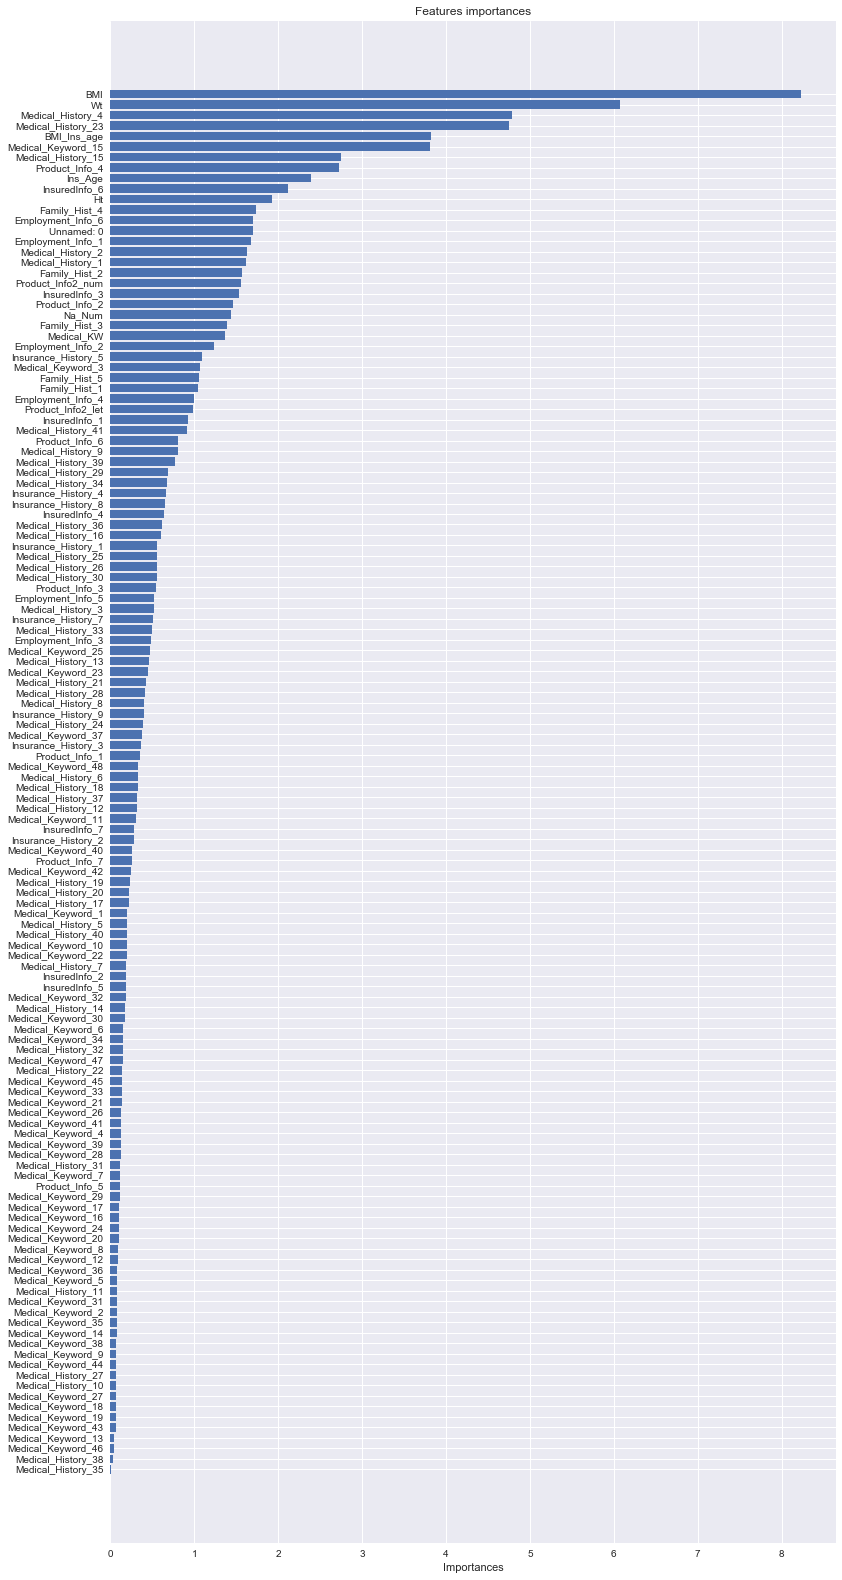 Features importances
BMI
Wt
Medical_History_4
Medical_History_23
BMI_Ins_age
Medical_Keyword_15
Medical_History_15
Product_Info_4
Ins_Age
InsuredInfo_6
Ht
Family_Hist_4
Employment_Info_6
Unnamed: 0
Employment_Info_1
Medical_History_2
Medical_History_1
Family_Hist_2
Product_Info2_num
InsuredInfo_3
Product_Info_2
Na_Num
Family_Hist_3
Medical_KW
Employment_Info_2
Insurance_History_5
Medical_Keyword_3
Family_Hist_5
Family_Hist_1
Employment_Info_4
Product_Info2_let
InsuredInfo_1
Medical_History_41
Product_Info_6
Medical_History_9
Medical_History_39
Medical_History_29
Medical_History_34
Insurance_History_4
Insurance_History_8
InsuredInfo_4
Medical_History_36
Medical_History_16
Insurance_History_1
Medical_History_25
Medical_History_26
Medical_History_30
Product_Info_3
Employment_Info_5
Medical_History_3
Insurance_History_7
Medical_History_33
Employment_Info_3
Medical_Keyword_25
Medical_History_13
Medical_Keyword_23
Medical_History_21
Medical_History_28
Medical_History_8
Insurance_History_9
Medical_History_24
Medical_Keyword_37
Insurance_History_3
Product_Info_1
Medical_Keyword_48
Medical_History_6
Medical_History_18
Medical_History_37
Medical_History_12
Medical_Keyword_11
InsuredInfo_7
Insurance_History_2
Medical_Keyword_40
Product_Info_7
Medical_Keyword_42
Medical_History_19
Medical_History_20
Medical_History_17
Medical_Keyword_1
Medical_History_5
Medical_History_40
Medical_Keyword_10
Medical_Keyword_22
Medical_History_7
InsuredInfo_2
InsuredInfo_5
Medical_Keyword_32
Medical_History_14
Medical_Keyword_30
Medical_Keyword_6
Medical_Keyword_34
Medical_History_32
Medical_Keyword_47
Medical_History_22
Medical_Keyword_45
Medical_Keyword_33
Medical_Keyword_21
Medical_Keyword_26
Medical_Keyword_41
Medical_Keyword_4
Medical_Keyword_39
Medical_Keyword_28
Medical_History_31
Medical_Keyword_7
Product_Info_5
Medical_Keyword_29
Medical_Keyword_17
Medical_Keyword_16
Medical_Keyword_24
Medical_Keyword_20
Medical_Keyword_8
Medical_Keyword_12
Medical_Keyword_36
Medical_Keyword_5
Medical_History_11
Medical_Keyword_31
Medical_Keyword_2
Medical_Keyword_35
Medical_Keyword_14
Medical_Keyword_38
Medical_Keyword_9
Medical_Keyword_44
Medical_History_27
Medical_History_10
Medical_Keyword_27
Medical_Keyword_18
Medical_Keyword_19
Medical_Keyword_43
Medical_Keyword_13
Medical_Keyword_46
Medical_History_38
Medical_History_35
0 1 2 3 4 5 6 7 8
Importances